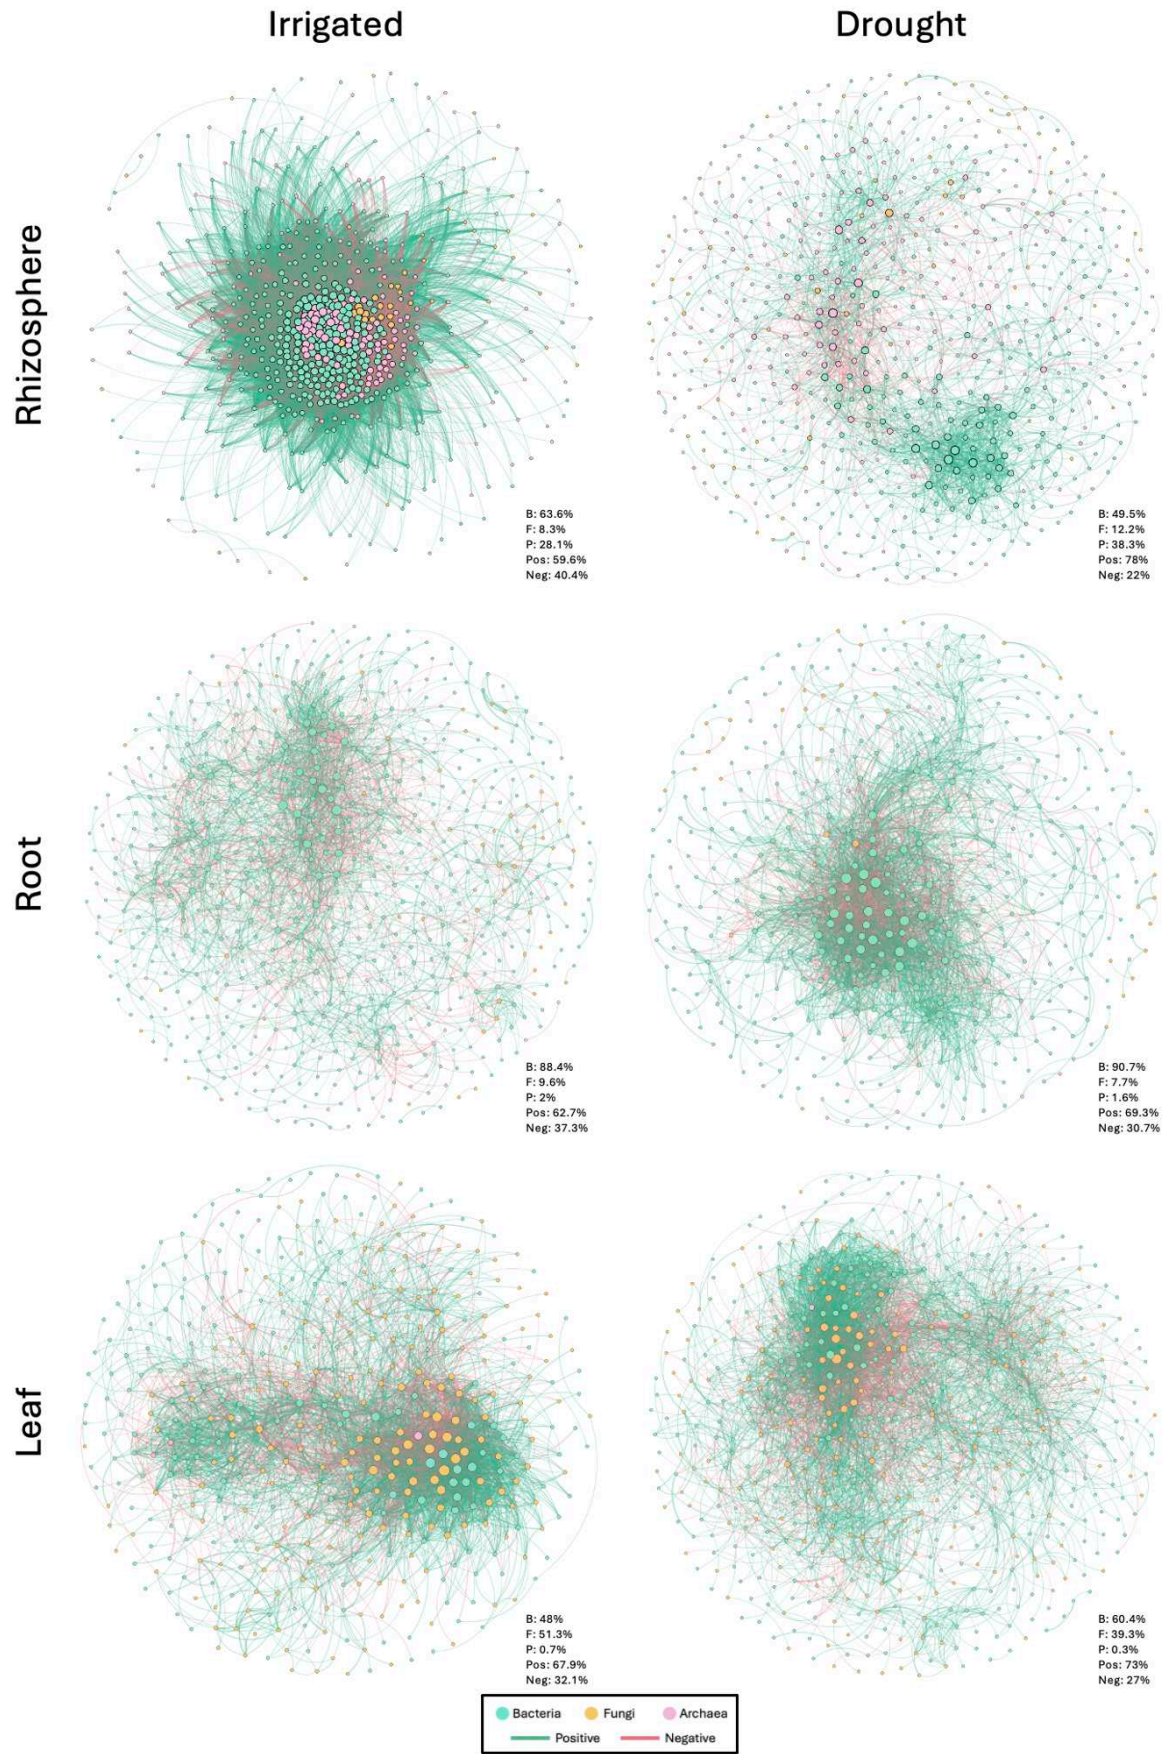 Irrigated
Drought
Rhizosphere
B: 63.6%
F: 8.3%
P: 28.1%
Pos: 59.6%
Neg: 40.4%
B: 49.5%
F: 12.2%
P: 38.3%
Pos: 78%
Neg: 22%
Root
B: 88.4%
F: 9.6%
P: 2%
Pos: 62.7%
Neg: 37.3%
B: 90.7%
F: 7.7%
P: 1.6%
Pos: 69.3%
Neg: 30.7%
Leaf
B: 48%
F: 51.3%
P: 0.7%
Pos: 67.9%
Neg: 32.1%
B: 60.4%
F: 39.3%
P: 0.3%
Pos: 73%
Neg: 27%
Bacteria Fungi Archaea
Positive Negative